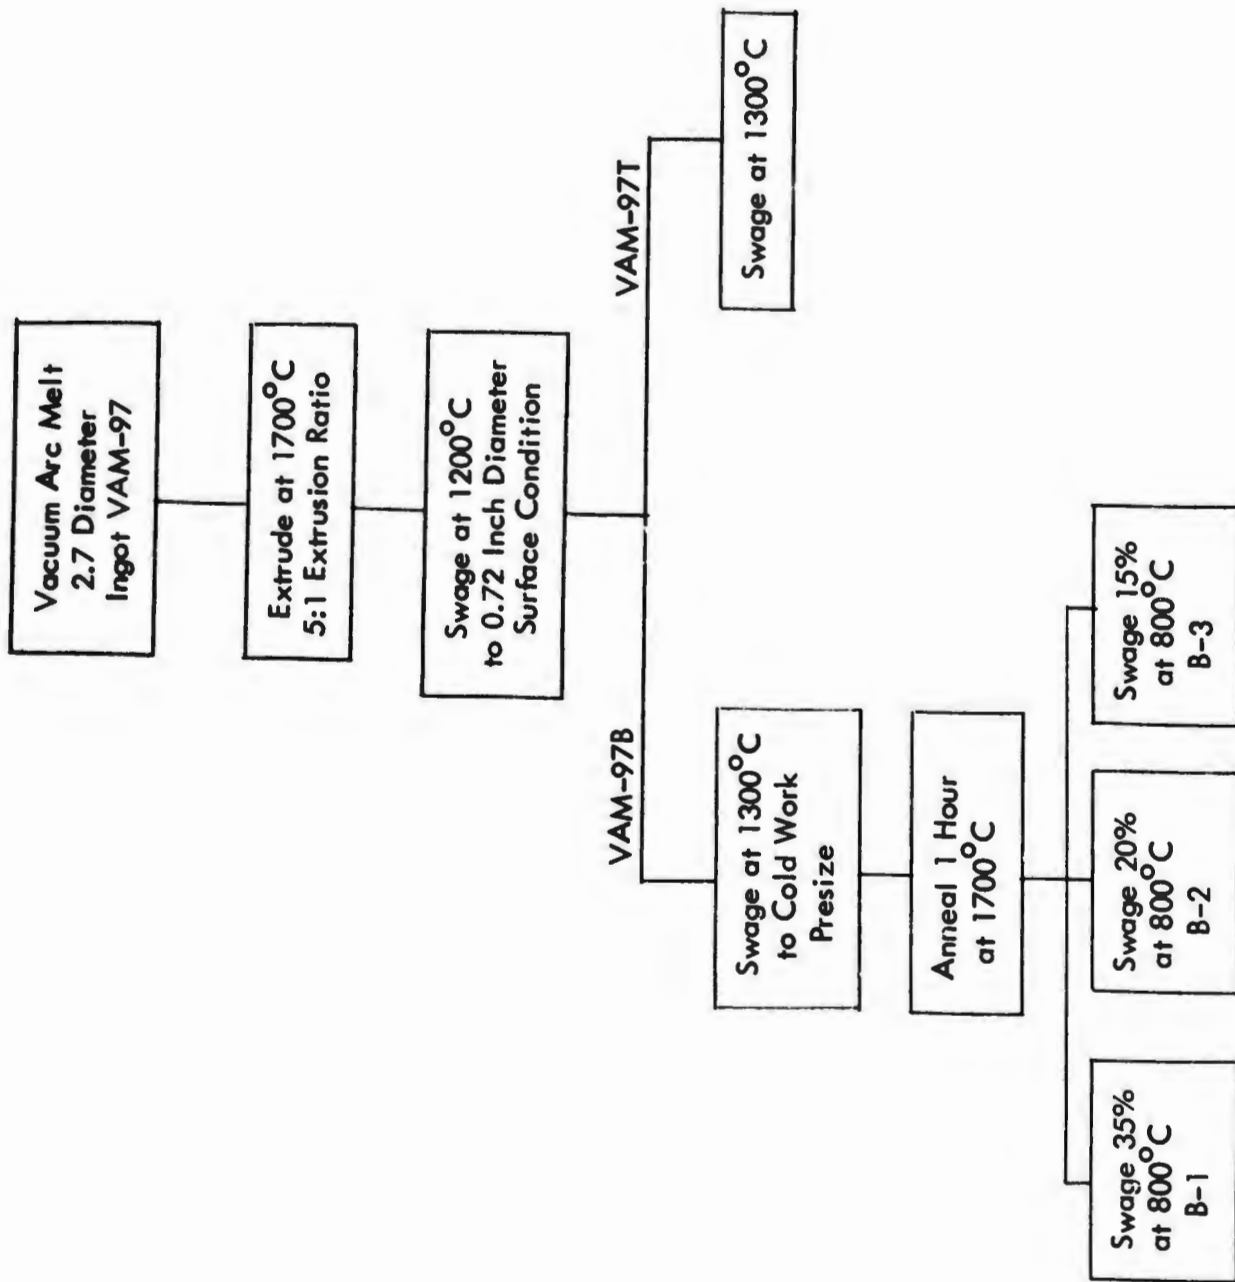 Vacuum Arc Melt
2.7 Diameter
Ingot VAM-97
Extrude at 1700°C
5:1 Extrusion Ratio
Swage at 1200°C
to 0.72 Inch Diameter
Surface Condition
VAM-97B
VAM-97T
Swage at 1300°C
to Cold Work
Presize
Swage at 1300°C
Anneal 1 Hour
at 1700°C
Swage 35%
at 800°C
B-1
Swage 20%
at 800°C
B-2
Swage 15%
at 800°C
B-3